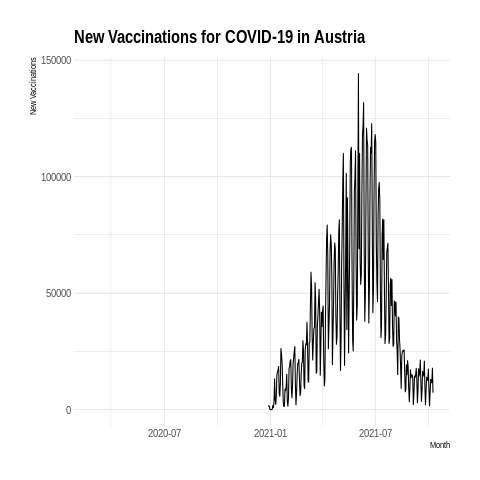 New Vaccinations for COVID-19 in Austria
New Vaccinations
150000
100000
50000
0
2020-07
2021-01
2021-07
Month